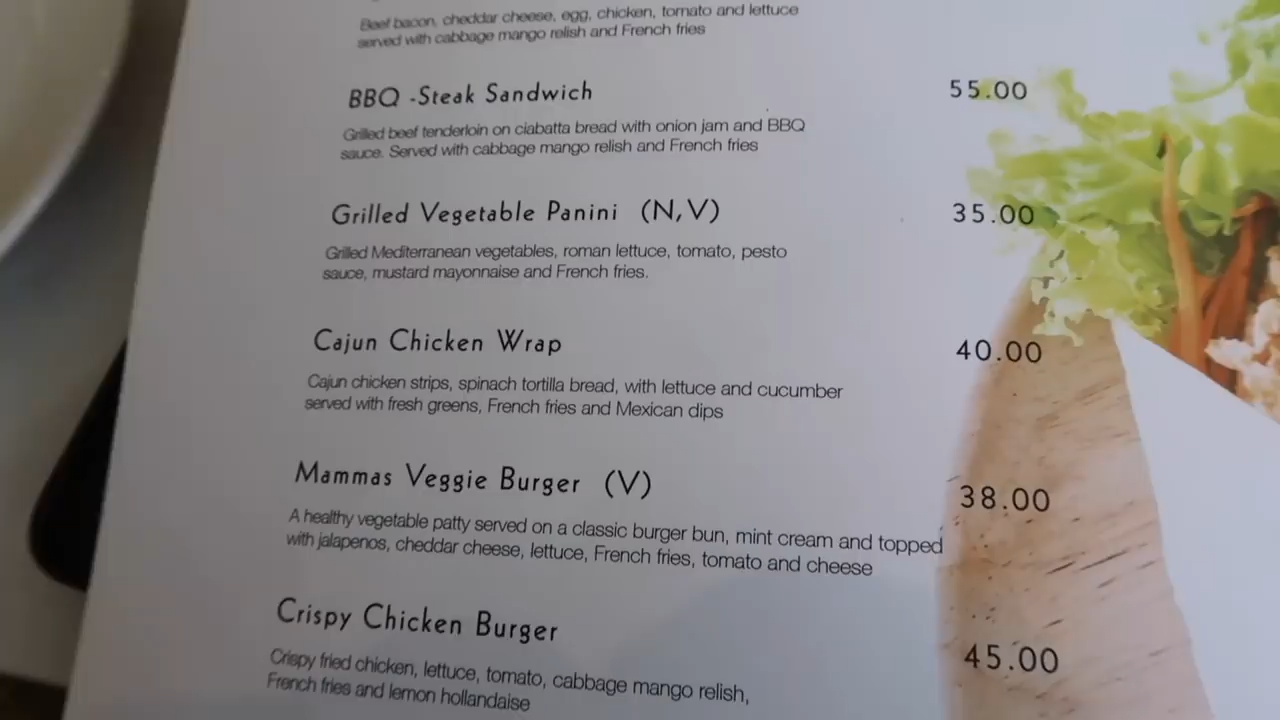 Beef bacon, cheddar cheese, egg, chicken, tomato and lettuce
served with cabbage mango relish and French fries
BBQ -Steak Sandwich 55.00
Grilled beef tenderloin on ciabatta bread with onion jam and BBQ
sauce. Served with cabbage mango relish and French fries
Grilled Vegetable Panini (N,V) 35.00
Grilled Mediterranean vegetables, roman lettuce, tomato, pesto
sauce, mustard mayonnaise and French fries.
Cajun Chicken Wrap 40.00
Cajun chicken strips, spinach tortilla bread, with lettuce and cucumber
served with fresh greens, French fries and Mexican dips
Mammas Veggie Burger (V) 38.00
A healthy vegetable patty served on a classic burger bun, mint cream and topped
with jalapenos, cheddar cheese, lettuce, French fries, tomato and cheese
Crispy Chicken Burger 45.00
Crispy fried chicken, lettuce, tomato, cabbage mango relish,
French fries and lemon hollandaise